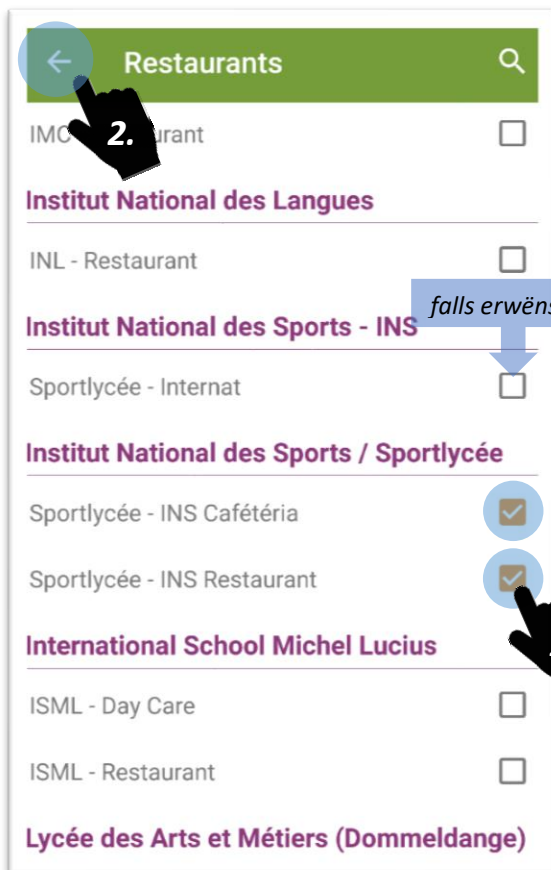 Restaurants
2.
Institut National des Langues
INL - Restaurant
falls
Institut National des Sports - INS
Sportlycée - Internat
Institut National des Sports / Sportlycée
Sportlycée - INS Cafétéria
Sportlycée - INS Restaurant
International School Michel Lucius
ISML - Day Care
ISML - Restaurant
Lycée des Arts et Métiers (Dommeldange)